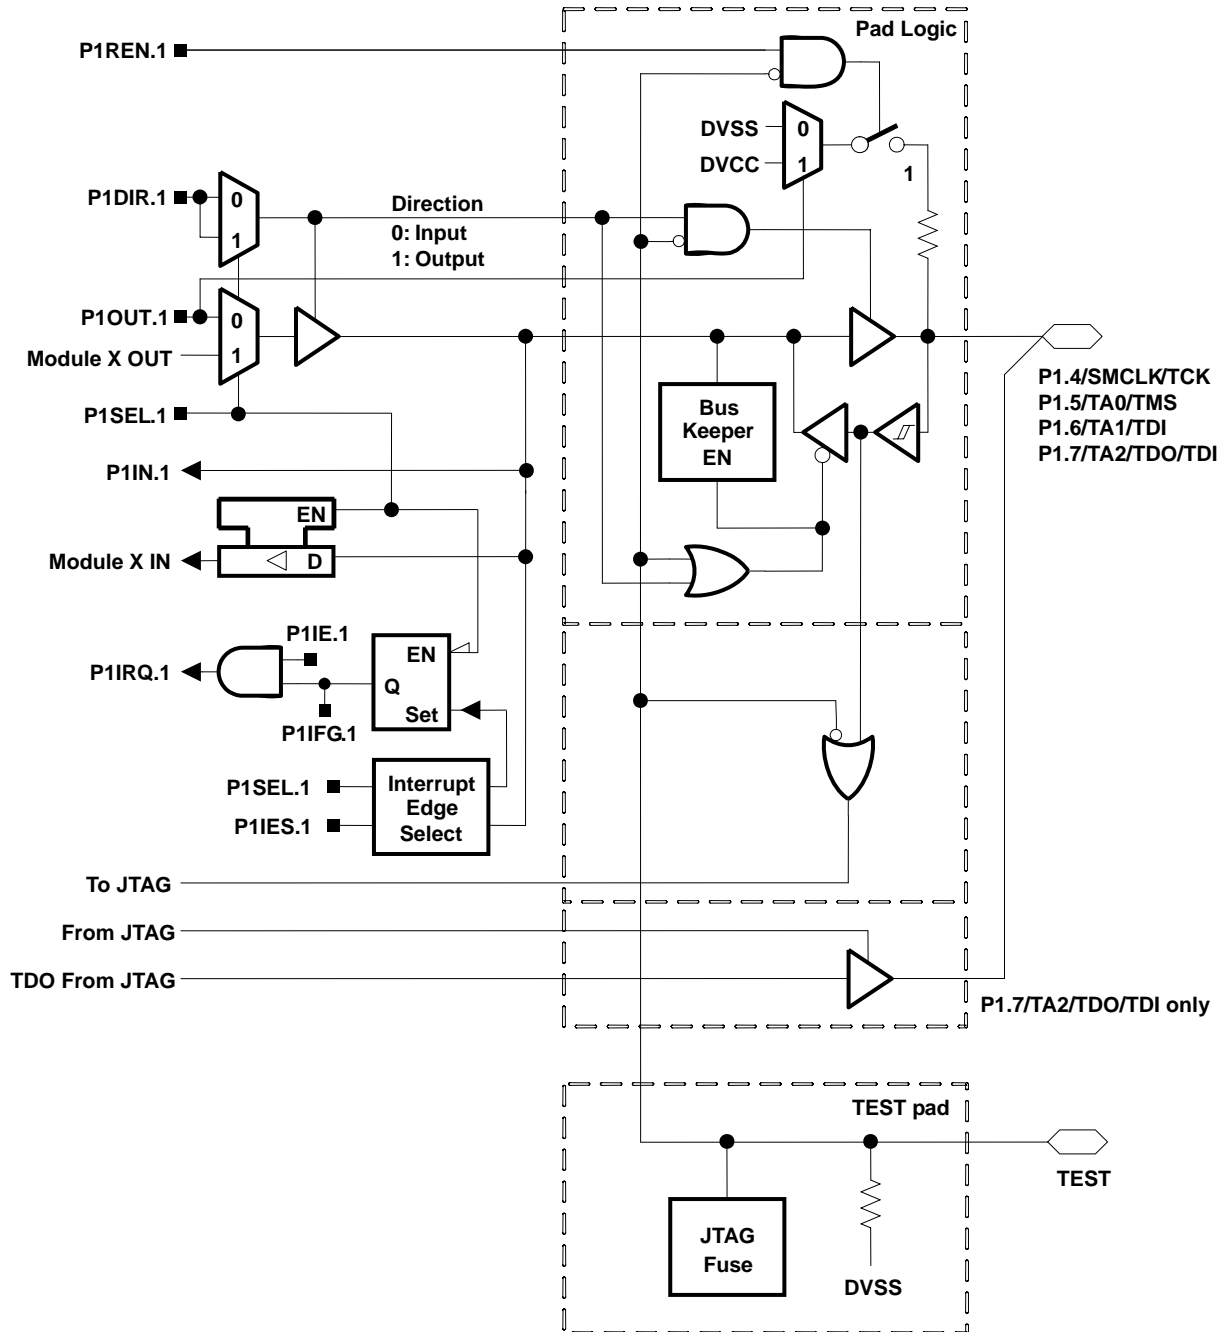 Pad Logic
P1REN.1
DVSS
0
DVCC
1
1
P1DIR.1
0
1
Direction
0: Input
1: Output
P1OUT.1
0
Module X OUT
1
P1SEL.1
P1.4/SMCLK/TCK
P1.5/TA0/TMS
P1.6/TA1/TDI
P1.7/TA2/TDO/TDI
Bus
Keeper
EN
P1IN.1
EN
Module X IN
D
P1IE.1
P1IRQ.1
EN
Q
Set
P1IFG.1
P1SEL.1
P1IES.1
Interrupt
Edge
Select
To JTAG
From JTAG
TDO From JTAG
P1.7/TA2/TDO/TDI only
TEST pad
TEST
JTAG
Fuse
DVSS